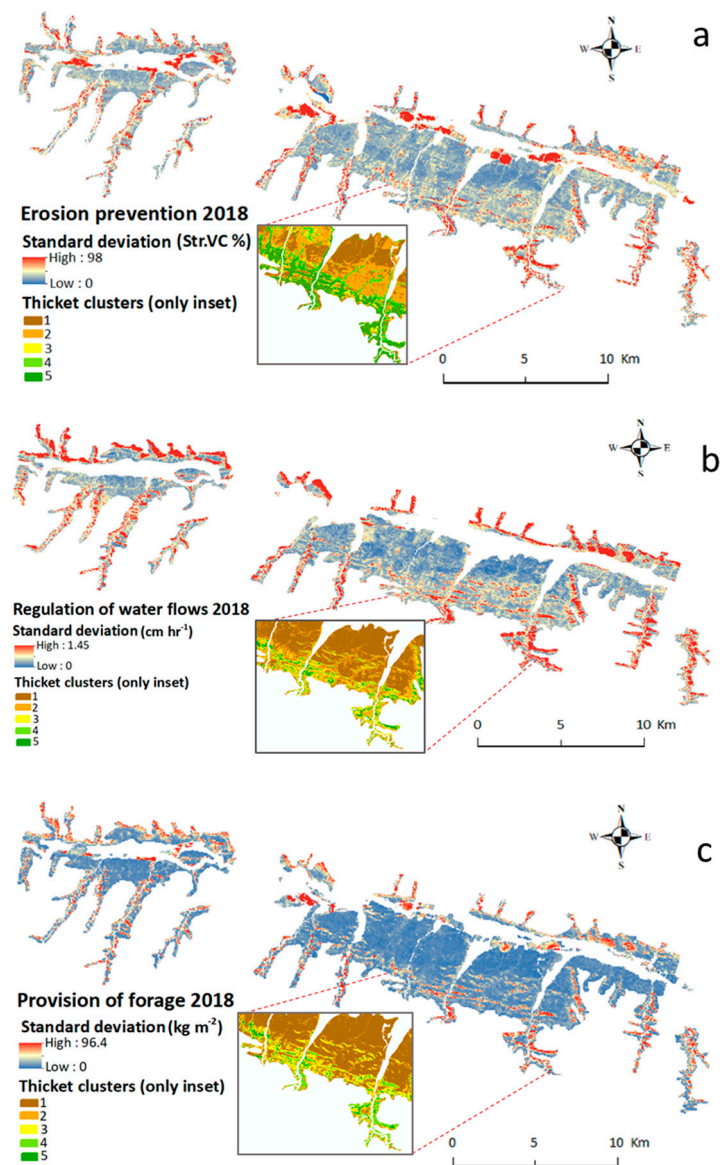 a
N
W E
S
Erosion prevention 2018
Standard deviation (Str.VC %)
High : 98
Low : 0
Thicket clusters (only inset)
1
2
3
4
5
0 5 10 Km
b
N
W E
S
Regulation of water flows 2018
Standard deviation (cm hr⁻¹)
High : 1.45
Low : 0
Thicket clusters (only inset)
1
2
3
4
5
0 5 10 Km
c
N
W E
S
Provision of forage 2018
Standard deviation (kg m⁻²)
High : 96.4
Low : 0
Thicket clusters (only inset)
1
2
3
4
5
0 5 10 Km